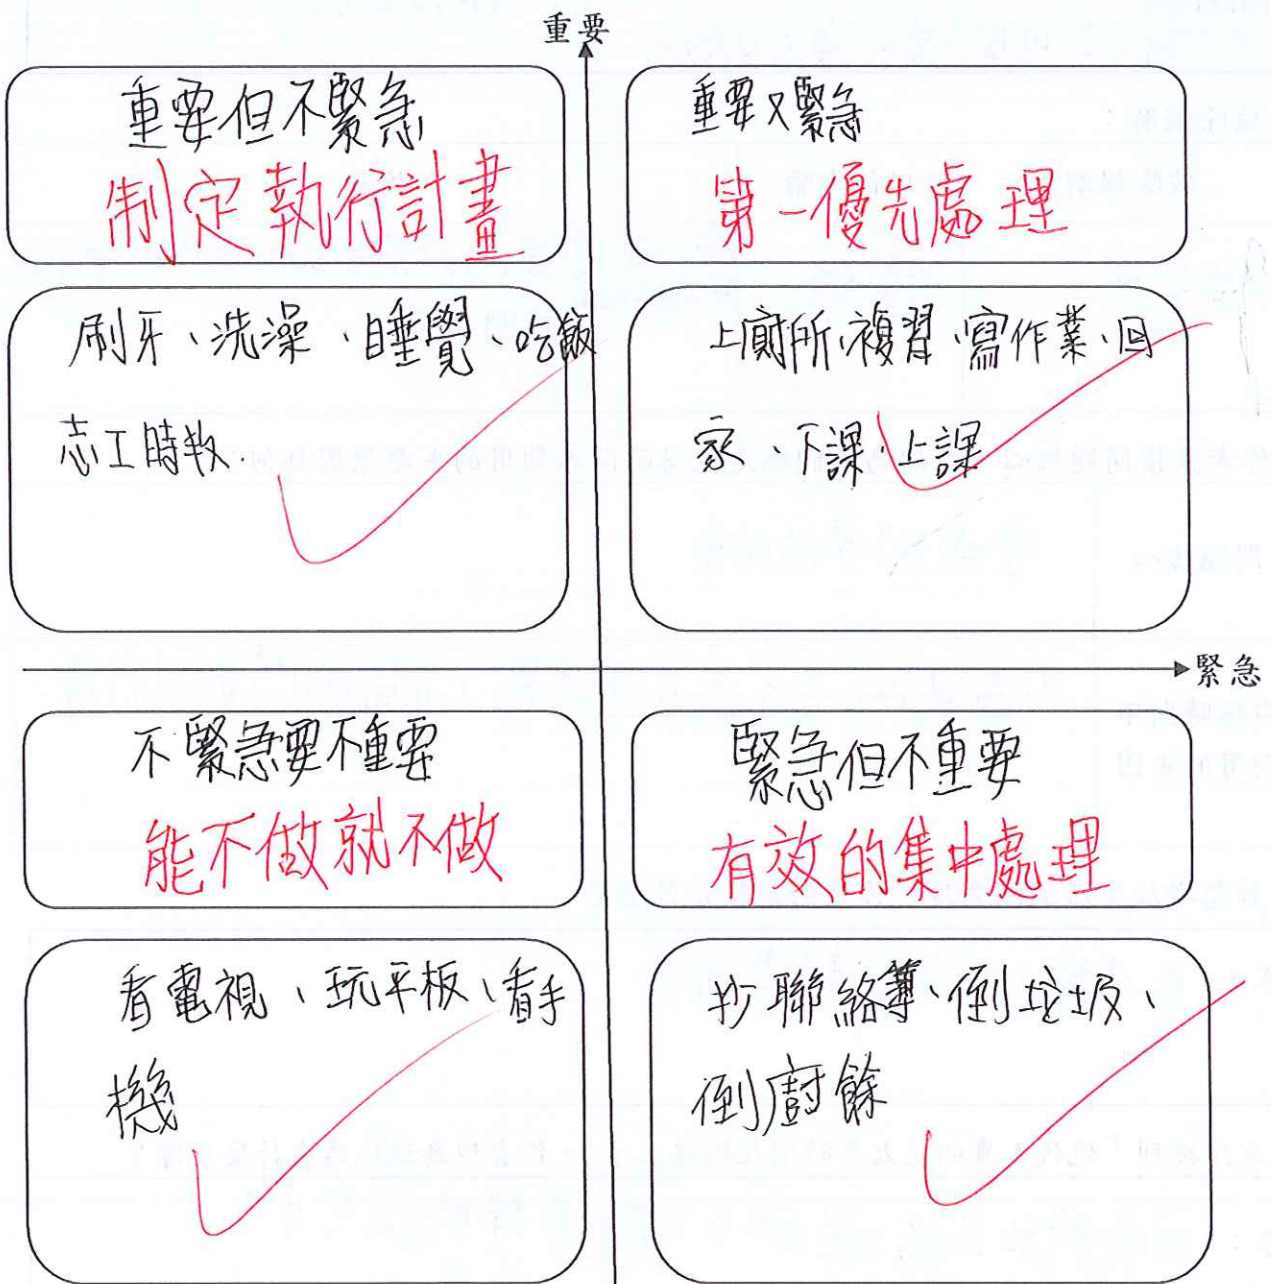 重要
重要但不緊急
制定執行計畫
重要又緊急
第一優先處理
刷牙、洗澡、睡覺、吃飯
志工時數
上廁所、複習、寫作業、回
家、下課、上課
緊急
不緊急要不重要
能不做就不做
緊急但不重要
有效的集中處理
看電視、玩平板、看手
機
抄聯絡簿、倒垃圾、
倒廚餘